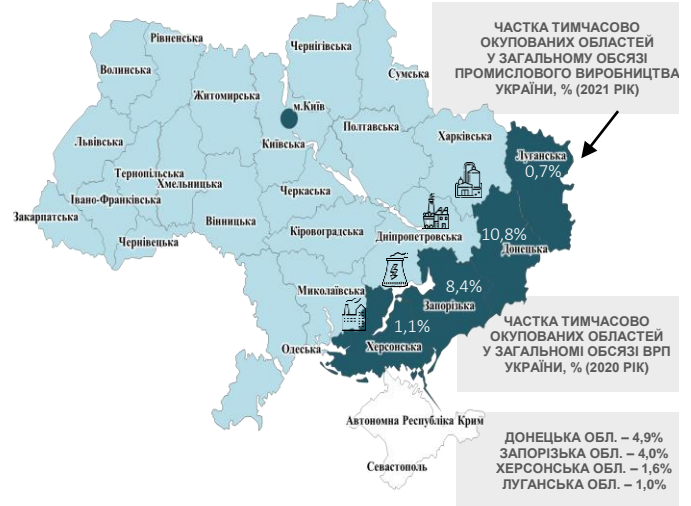 ЧАСТКА ТИМЧАСОВО
ОКУПОВАНИХ ОБЛАСТЕЙ
У ЗАГАЛЬНОМУ ОБСЯЗІ
ПРОМИСЛОВОГО ВИРОБНИЦТВА
УКРАЇНИ, % (2021 РІК)
Рівненська
Волинська
Чернігівська
Сумська
Житомирська
м.Київ
Київська
Полтавська
Харківська
Луганська
0,7%
Львівська
Тернопільська
Хмельницька
Івано-Франківська
Закарпатська
Чернівецька
Вінницька
Черкаська
Кіровоградська
Дніпропетровська
10,8%
Донецька
Миколаївська
8,4%
Запорізька
1,1%
Одеська
Херсонська
ЧАСТКА ТИМЧАСОВО
ОКУПОВАНИХ ОБЛАСТЕЙ
У ЗАГАЛЬНОМІ ОБСЯЗІ ВРП
УКРАЇНИ, % (2020 РІК)
Автономна Республіка Крим
Севастополь
ДОНЕЦЬКА ОБЛ. – 4,9%
ЗАПОРІЗЬКА ОБЛ. – 4,0%
ХЕРСОНСЬКА ОБЛ. – 1,6%
ЛУГАНСЬКА ОБЛ. – 1,0%